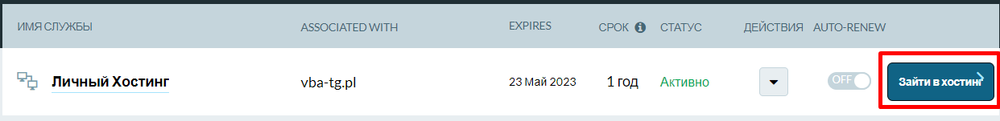 ИМЯ СЛУЖБЫ ASSOCIATED WITH EXPIRES СРОК СТАТУС ДЕЙСТВИЯ AUTO-RENEW
Личный Хостинг vba-tg.pl 23 Май 2023 1 год Активно OFF Зайти в хостинг